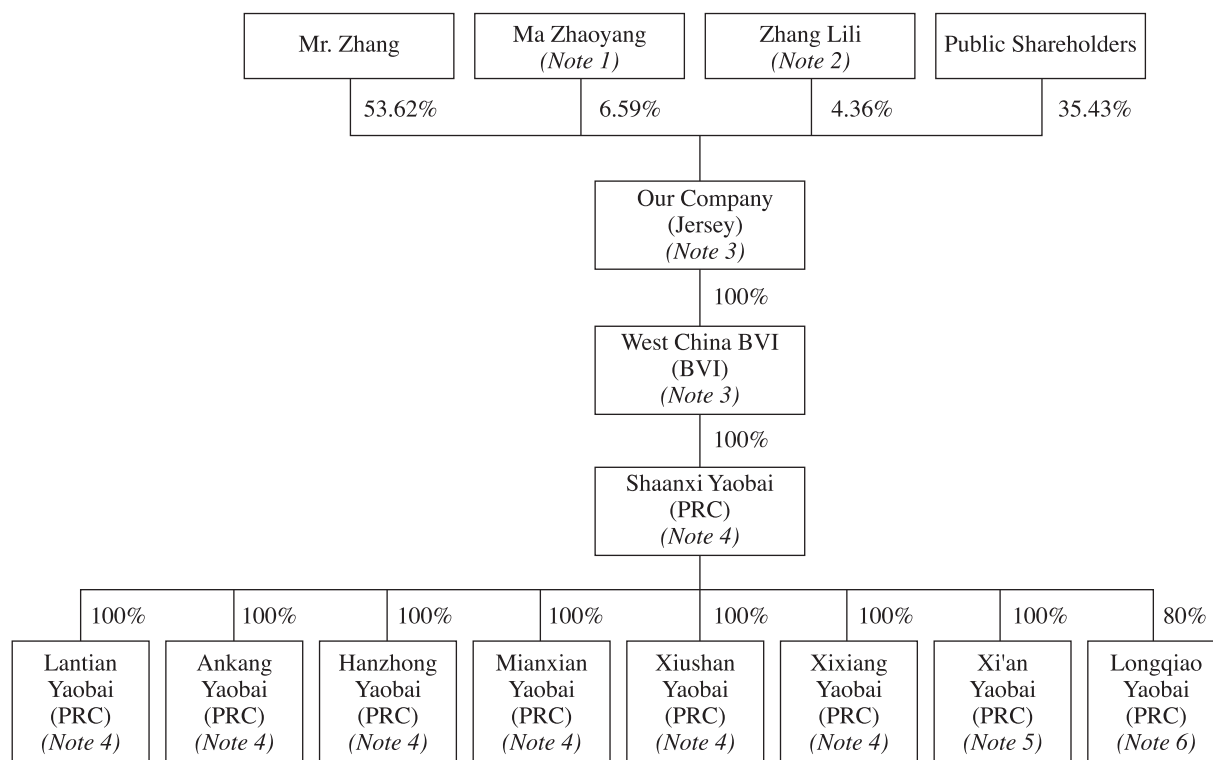 Mr. Zhang
Ma Zhaoyang
(Note 1)
Zhang Lili
(Note 2)
Public Shareholders
53.62%
6.59%
4.36%
35.43%
Our Company
(Jersey)
(Note 3)
100%
West China BVI
(BVI)
(Note 3)
100%
Shaanxi Yaobai
(PRC)
(Note 4)
100%
100%
100%
100%
100%
100%
100%
80%
Lantian
Yaobai
(PRC)
(Note 4)
Ankang
Yaobai
(PRC)
(Note 4)
Hanzhong
Yaobai
(PRC)
(Note 4)
Mianxian
Yaobai
(PRC)
(Note 4)
Xiushan
Yaobai
(PRC)
(Note 4)
Xixiang
Yaobai
(PRC)
(Note 4)
Xi'an
Yaobai
(PRC)
(Note 5)
Longqiao
Yaobai
(PRC)
(Note 6)